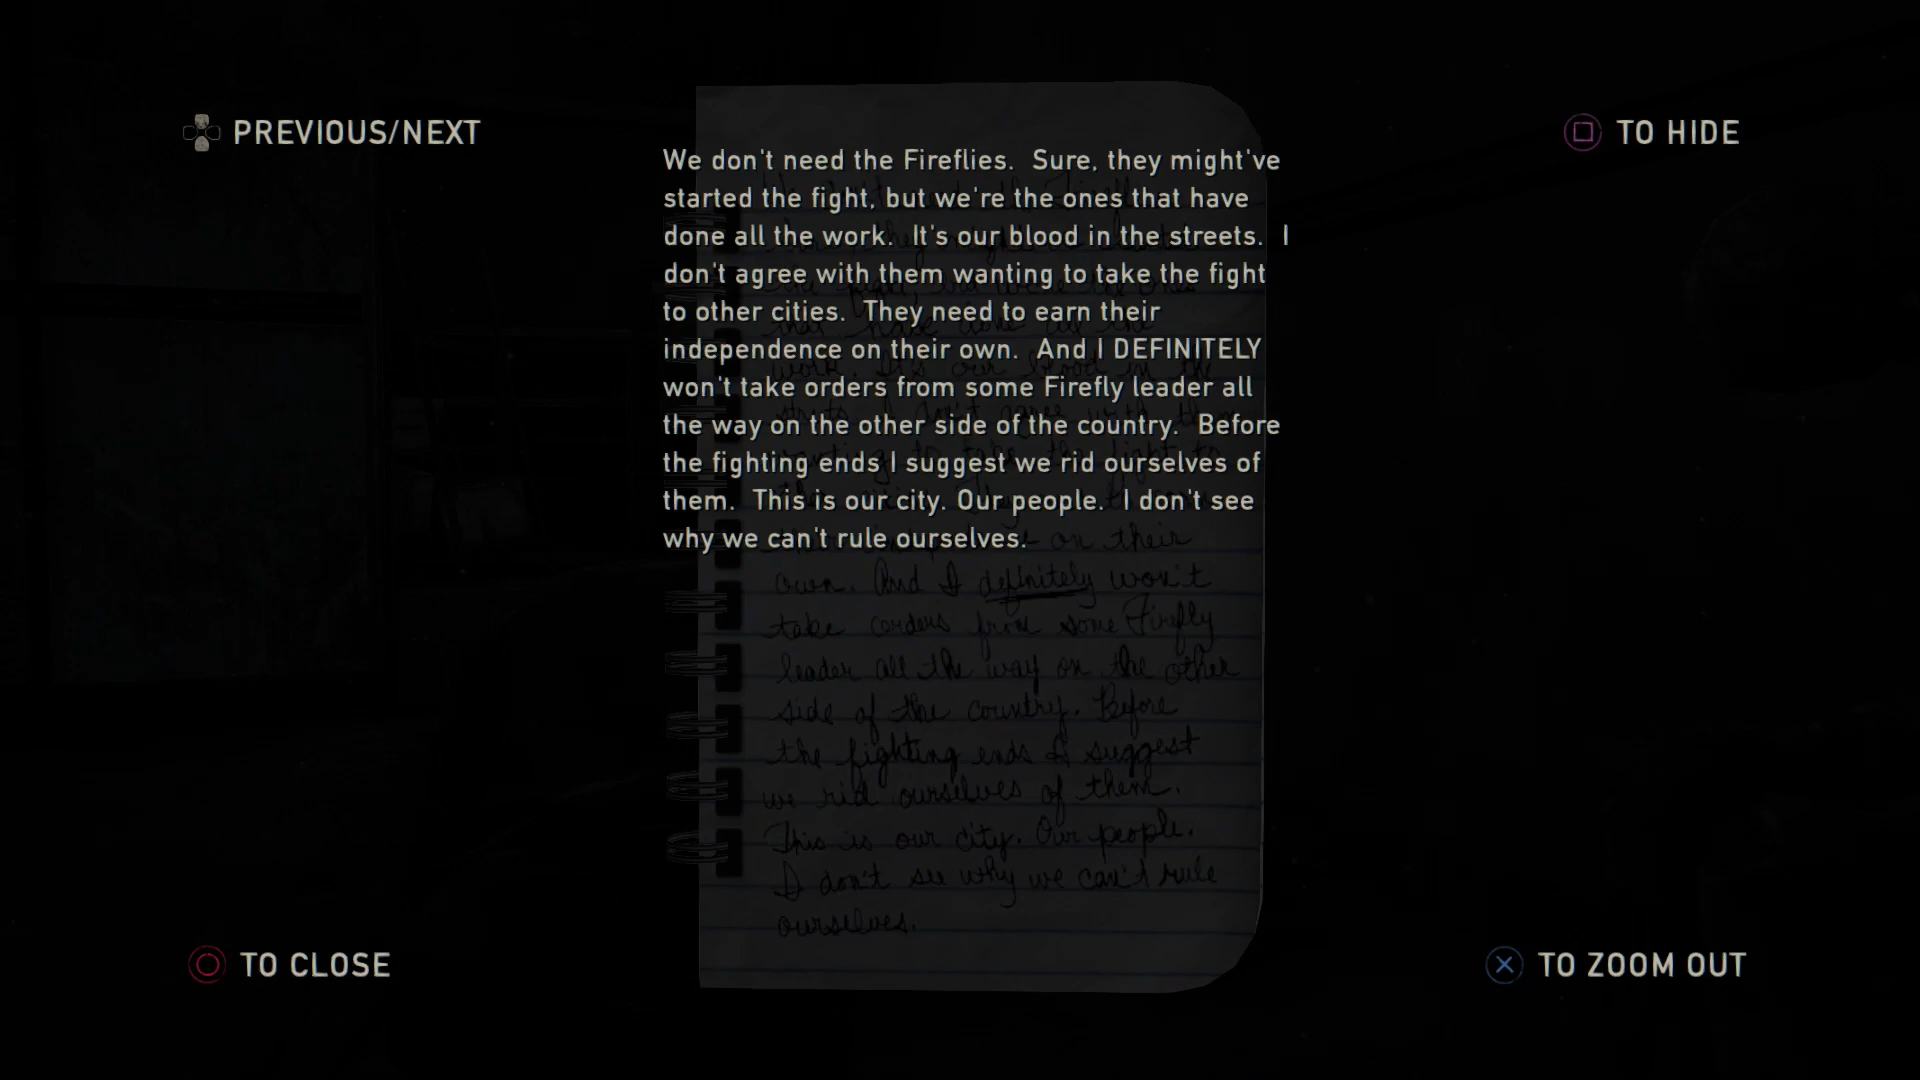 PREVIOUS/NEXT
TO HIDE
We don't need the Fireflies.  Sure, they might've
started the fight, but we're the ones that have
done all the work.  It's our blood in the streets.  I
don't agree with them wanting to take the fight
to other cities.  They need to earn their
independence on their own.  And I DEFINITELY
won't take orders from some Firefly leader all
the way on the other side of the country.  Before
the fighting ends I suggest we rid ourselves of
them.  This is our city. Our people.  I don't see
why we can't rule ourselves.
on their
own. And I definitely won't
take orders from some Firefly
leader all the way on the other
side of the country. Before
the fighting ends I suggest
we rid ourselves of them.
This is our city. Our people.
I don't see why we can't rule
ourselves.
TO CLOSE
TO ZOOM OUT